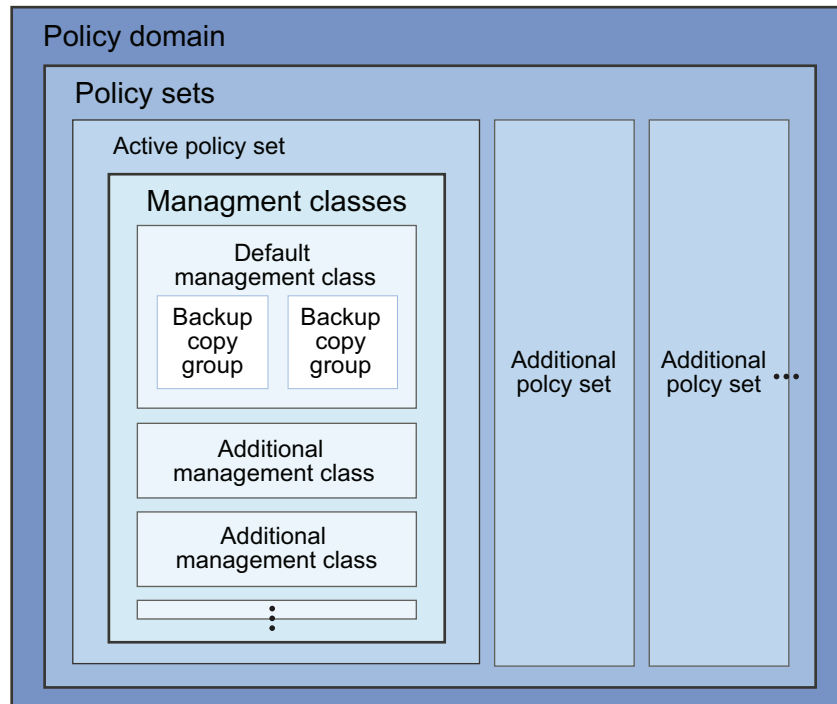 Policy domain
Policy sets
Active policy set
Managment classes
Default
management class
Backup
copy
group
Backup
copy
group
Additional
management class
Additional
management class
Additional
polcy set
Additional
polcy set